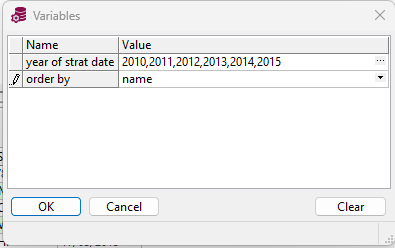 Variables
Name Value
year of strat date 2010,2011,2012,2013,2014,2015 ...
order by name
OK Cancel Clear